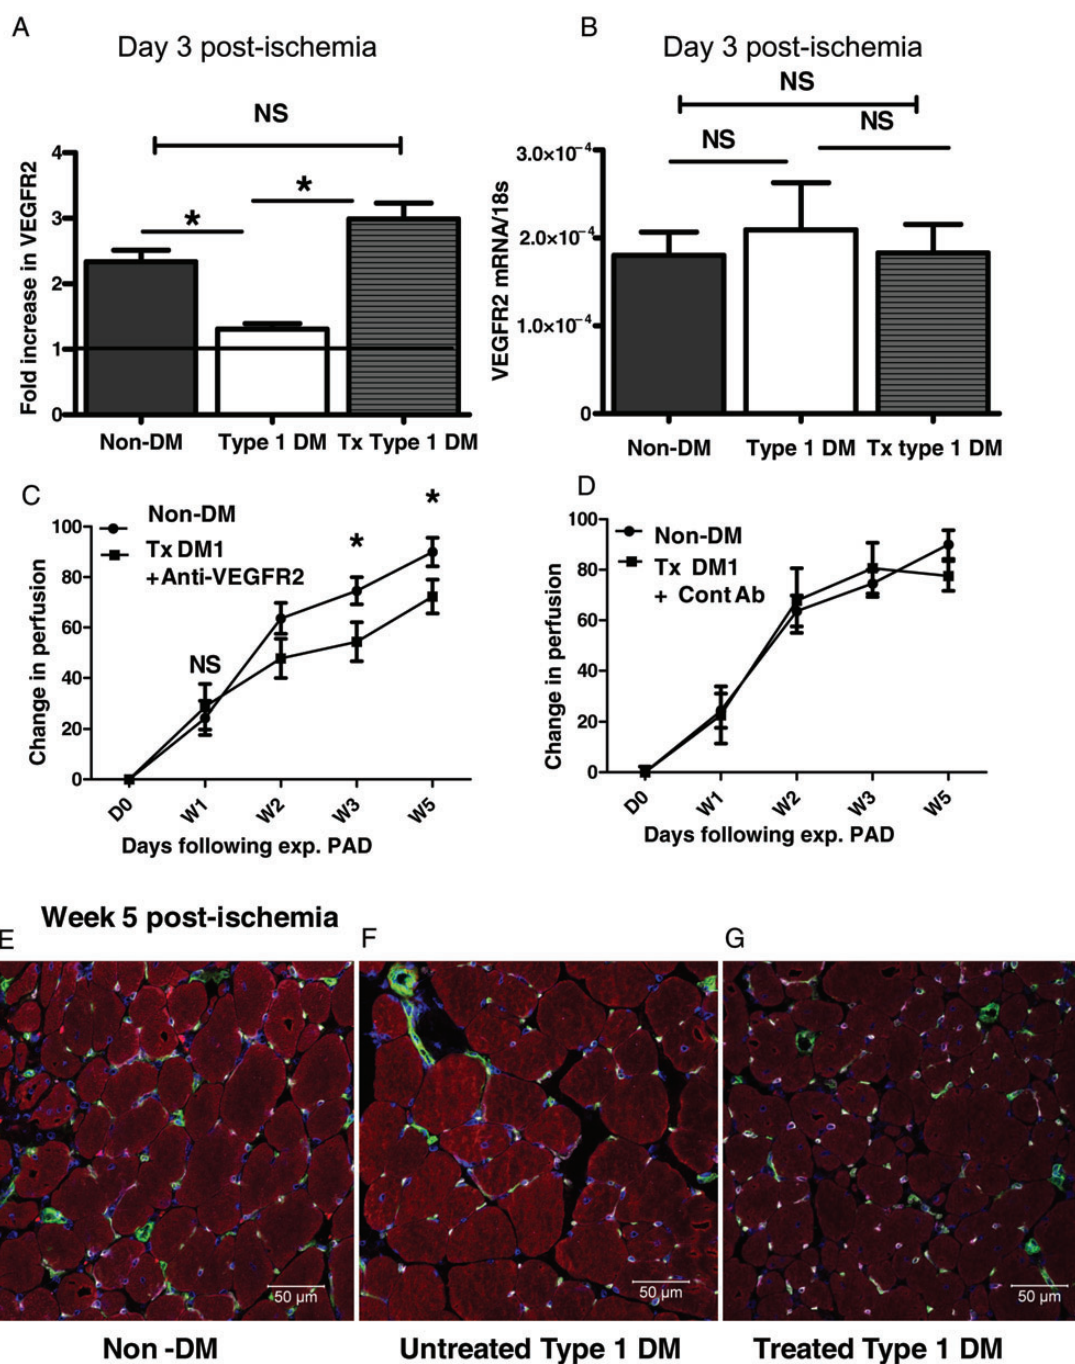 A
Day 3 post-ischemia
NS
*
*
Fold increase in VEGFR2
4
3
2
1
0
Non-DM Type 1 DM Tx Type 1 DM
B
Day 3 post-ischemia
NS
NS
NS
VEGFR2 mRNA/18s
3.0×10⁻⁴
2.0×10⁻⁴
1.0×10⁻⁴
0
Non-DM Type 1 DM Tx type 1 DM
C
Non-DM
Tx DM1
+Anti-VEGFR2
NS
*
*
Change in perfusion
100
80
60
40
20
0
D0 W1 W2 W3 W5
Days following exp. PAD
D
Non-DM
Tx DM1
+ Cont Ab
Change in perfusion
100
80
60
40
20
0
D0 W1 W2 W3 W5
Days following exp. PAD
Week 5 post-ischemia
E
F
G
50 µm
50 µm
50 µm
Non -DM
Untreated Type 1 DM
Treated Type 1 DM